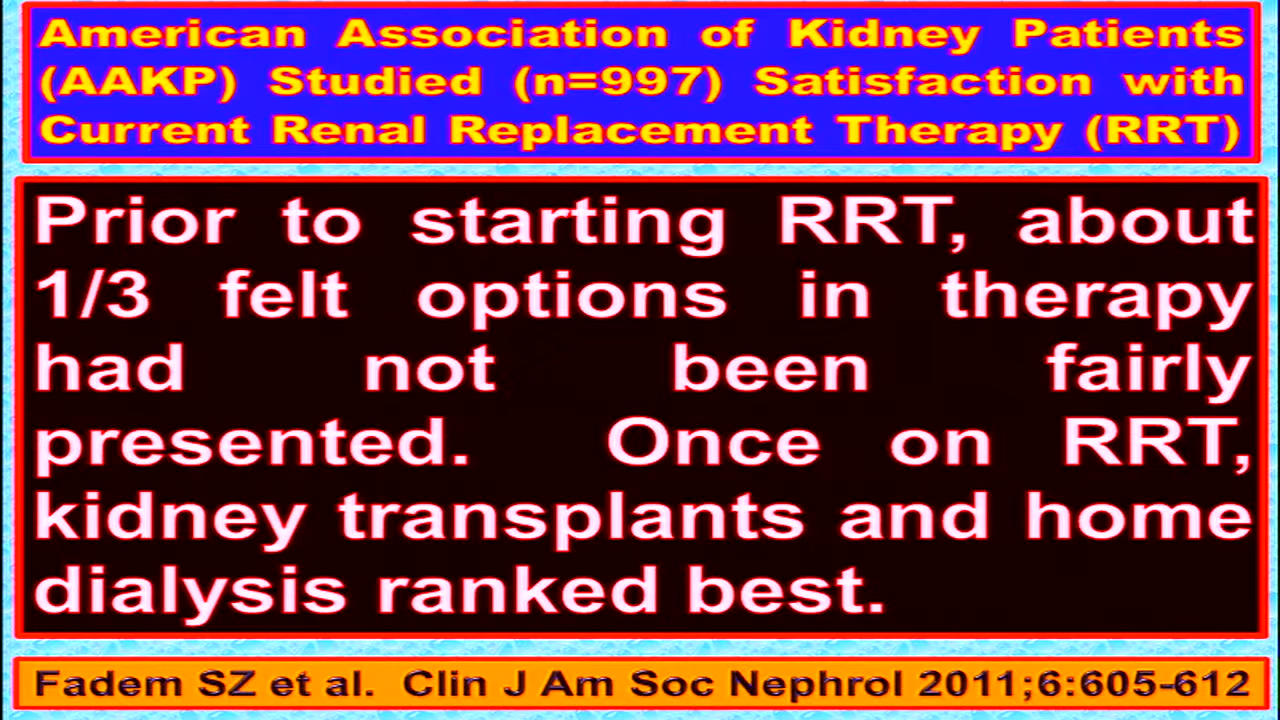 American Association of Kidney Patients
(AAKP) Studied (n=997) Satisfaction with
Current Renal Replacement Therapy (RRT)
Prior to starting RRT, about
1/3 felt options in therapy
had not been fairly
presented. Once on RRT,
kidney transplants and home
dialysis ranked best.
Fadem SZ et al. Clin J Am Soc Nephrol 2011;6:605-612